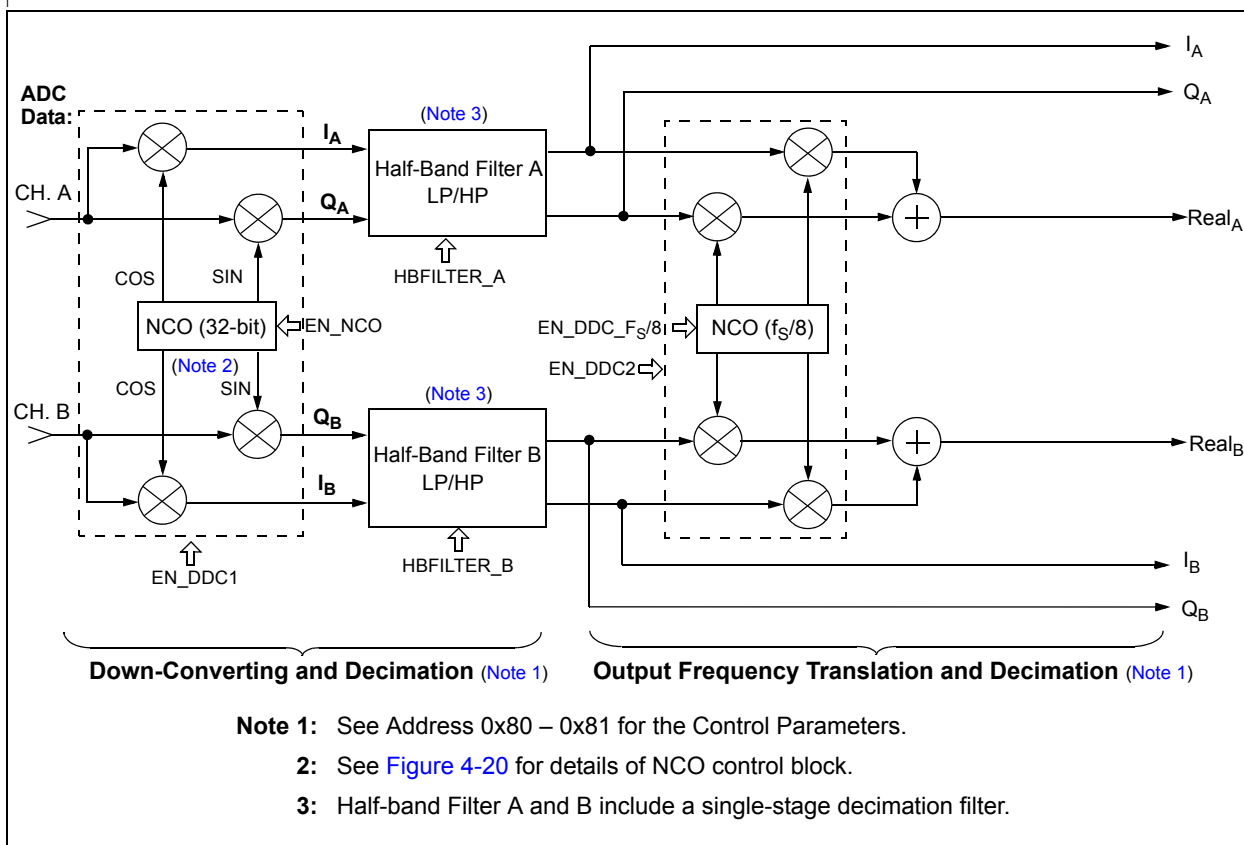 I_A
Q_A
ADC
Data:
(Note 3)
I_A
Half-Band Filter A
LP/HP
CH. A
Q_A
Real_A
HBFILTER_A
COS
SIN
NCO (32-bit)
EN_NCO
EN_DDC_F_S/8
NCO (f_S/8)
(Note 2)
EN_DDC2
COS
SIN
(Note 3)
CH. B
Q_B
Half-Band Filter B
LP/HP
Real_B
I_B
HBFILTER_B
EN_DDC1
I_B
Q_B
Down-Converting and Decimation (Note 1)
Output Frequency Translation and Decimation (Note 1)
Note 1: See Address 0x80 – 0x81 for the Control Parameters.
2: See Figure 4-20 for details of NCO control block.
3: Half-band Filter A and B include a single-stage decimation filter.